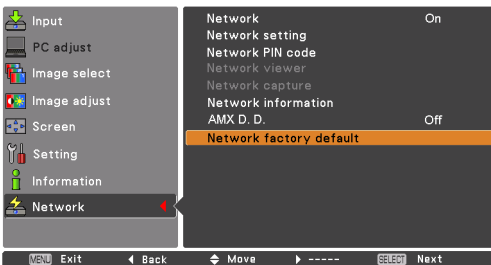 Input
PC adjust
Image select
Image adjust
Screen
Setting
Information
Network
Network On
Network setting
Network PIN code
Network viewer
Network capture
Network information
AMX D. D. Off
Network factory default
MENU Exit Back Move ----- SELECT Next